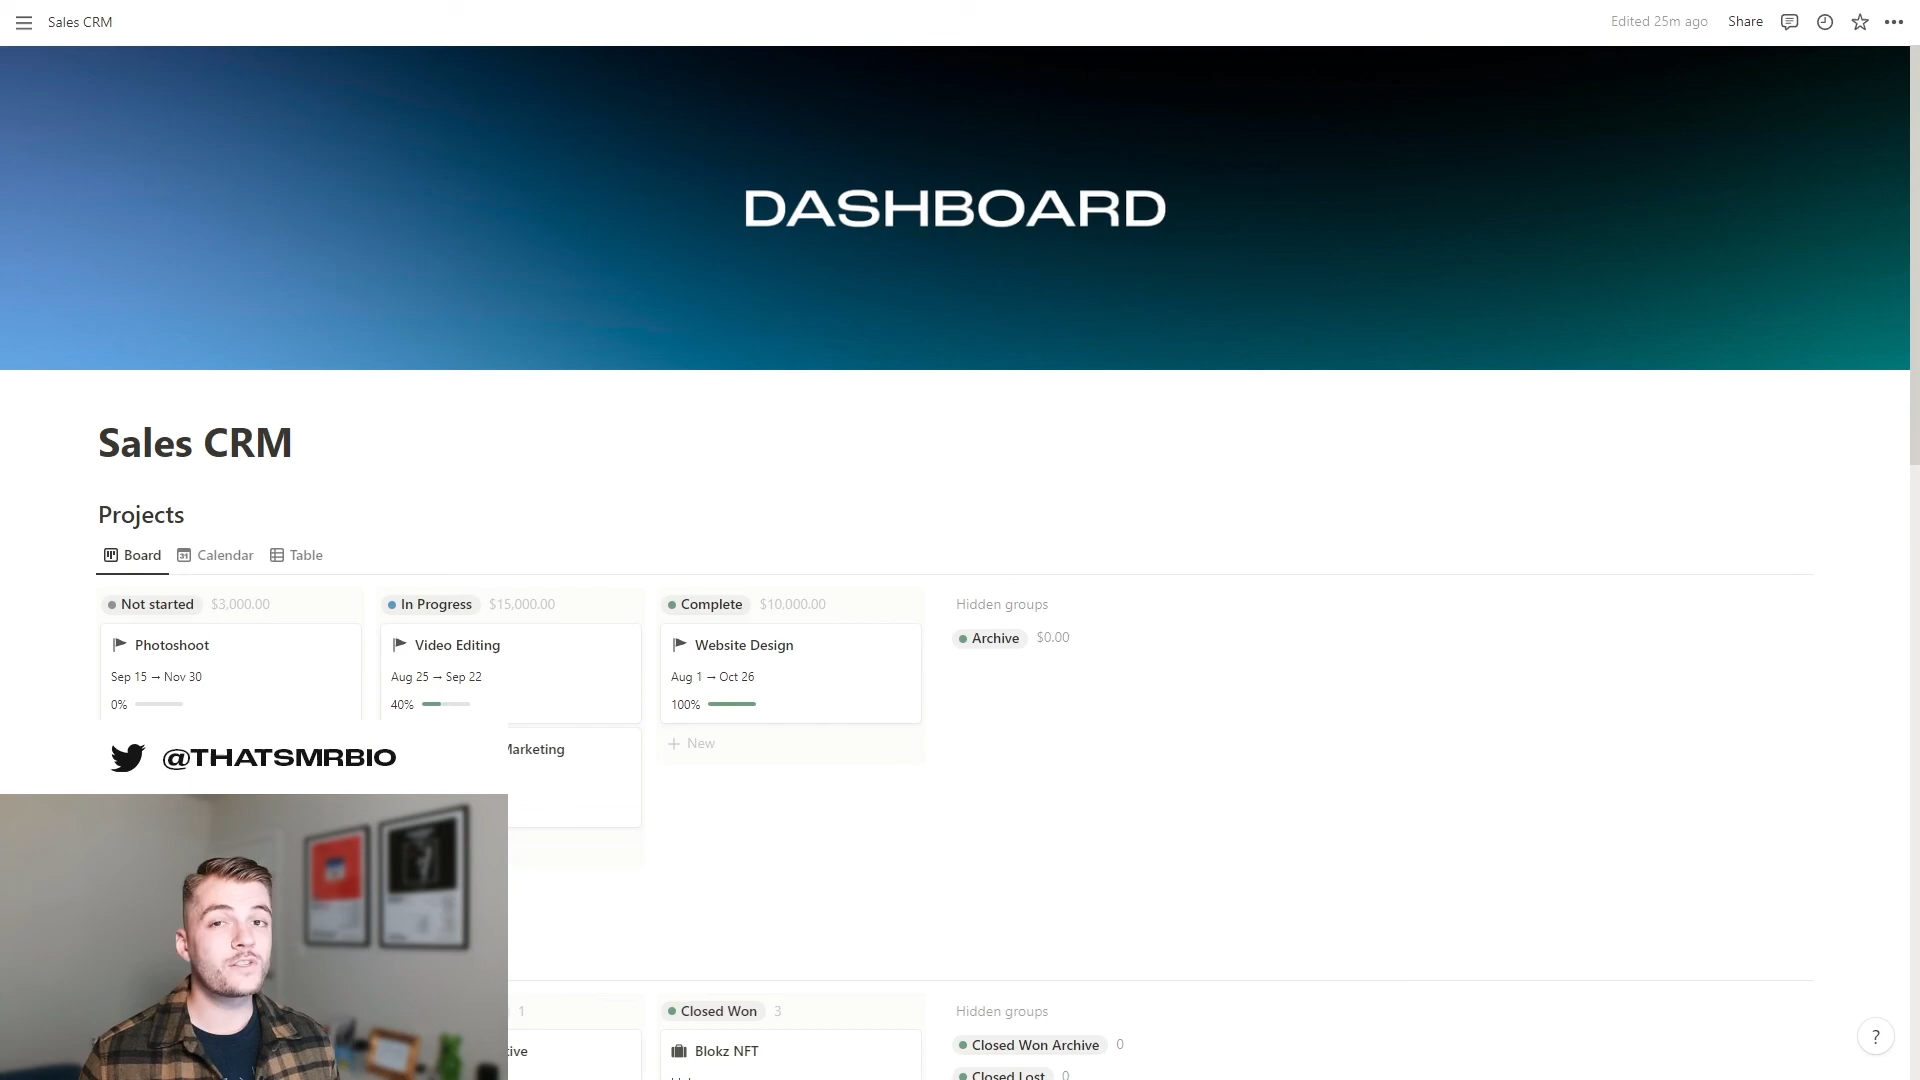 Sales CRM
Edited 25m ago
Share
DASHBOARD
Sales CRM
Projects
Board
Calendar
Table
Not started $3,000.00
In Progress $15,000.00
Complete $10,000.00
Hidden groups
Photoshoot
Video Editing
Website Design
Archive $0.00
Sep 15 → Nov 30
Aug 25 → Sep 22
Aug 1 → Oct 26
0%
40%
100%
New
Marketing
@THATSMRBIO
1
Closed Won 3
Hidden groups
Blokz NFT
Closed Won Archive 0
Closed Lost 0
?